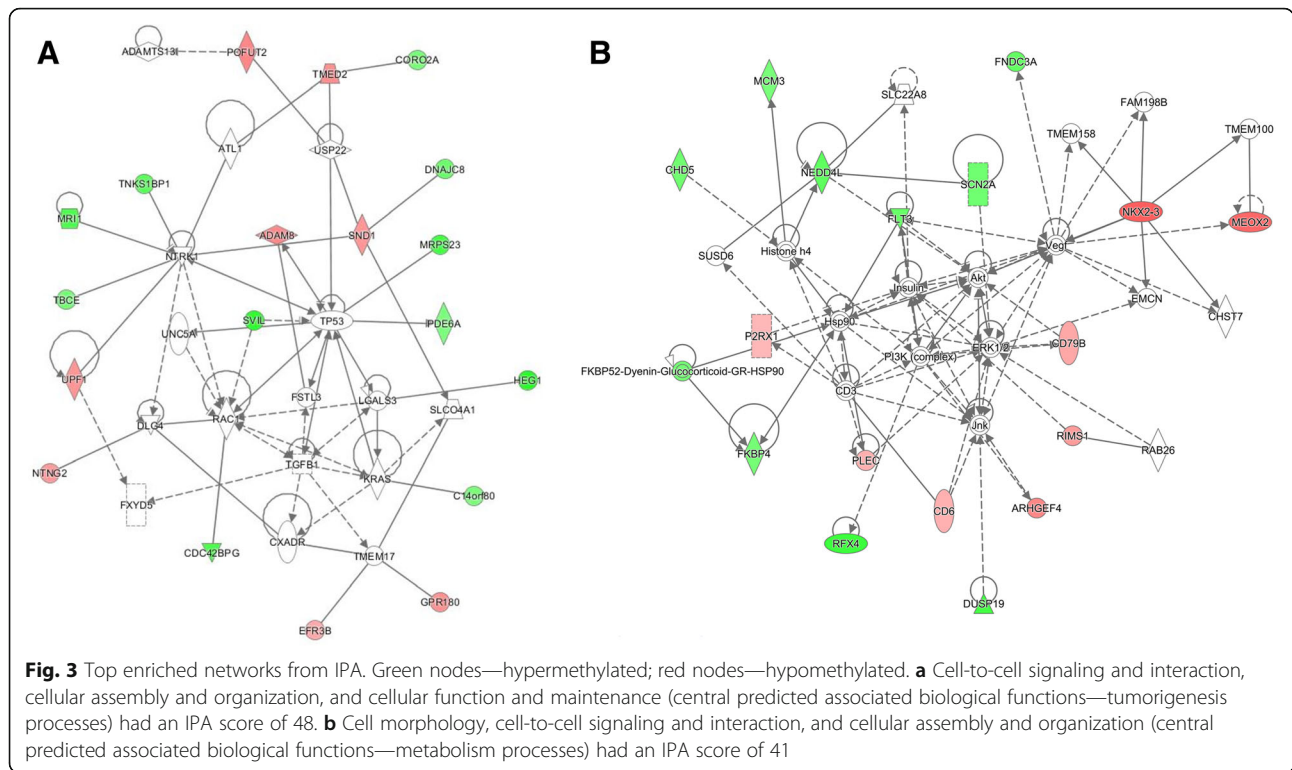 A
ADAMTS13l
POFUT2
TMED2
CORO2A
ATL1
USP22
DNAJC8
TNKS1BP1
MRI1
ADAM8
SND1
MRPS23
NTRK1
TBCE
SVIL
TP53
PDE6A
UNC5A
UPF1
HEG1
FSTL3
LGALS3
SLCO4A1
DLG4
RAC1
TGFB1
KRAS
NTNG2
C14orf80
FXYD5
CXADR
CDC42BPG
TMEM17
GPR180
EFR3B
B
FNDC3A
MCM3
SLC22A8
FAM198B
TMEM158
TMEM100
CHD5
NEDD4L
SCN2A
FLT3
NKX2-3
MEOX2
SUSD6
Histone h4
Vegf
Insulin
Akt
EMCN
CHST7
P2RX1
Hsp90
ERK1/2
CD79B
PI3K (complex)
FKBP52-Dyenin-Glucocorticoid-GR-HSP90
CD3
Jnk
RIMS1
RAB26
FKBP4
PLEC
CD6
ARHGEF4
RFX4
DUSP19
Fig. 3 Top enriched networks from IPA. Green nodes—hypermethylated; red nodes—hypomethylated. a Cell-to-cell signaling and interaction,
cellular assembly and organization, and cellular function and maintenance (central predicted associated biological functions—tumorigenesis
processes) had an IPA score of 48. b Cell morphology, cell-to-cell signaling and interaction, and cellular assembly and organization (central
predicted associated biological functions—metabolism processes) had an IPA score of 41